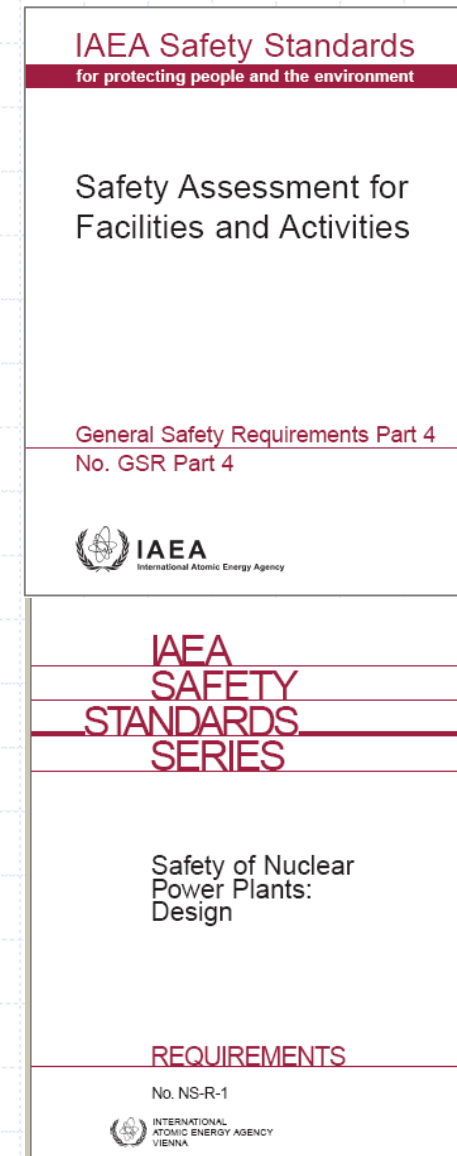 IAEA Safety Standards
for protecting people and the environment
Safety Assessment for
Facilities and Activities
General Safety Requirements Part 4
No. GSR Part 4
IAEA
International Atomic Energy Agency
IAEA
SAFETY
STANDARDS
SERIES
Safety of Nuclear
Power Plants:
Design
REQUIREMENTS
No. NS-R-1
INTERNATIONAL
ATOMIC ENERGY AGENCY
VIENNA